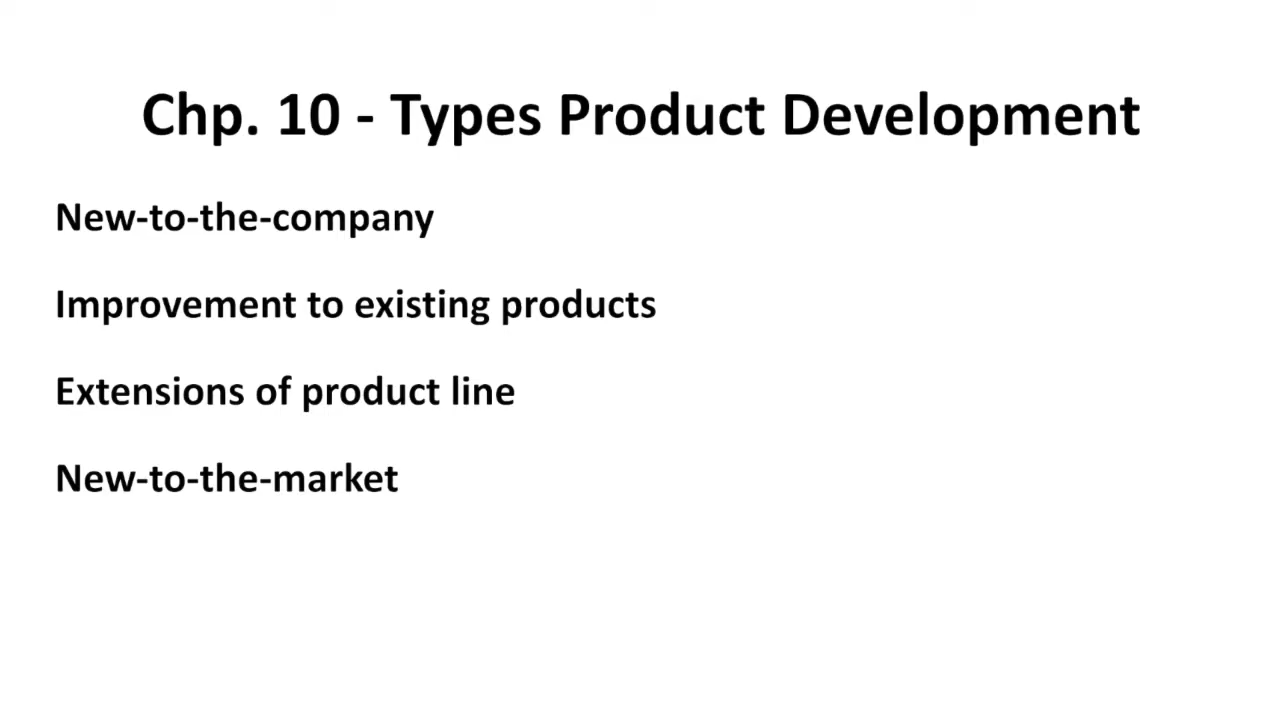 Chp. 10 - Types Product Development
New-to-the-company
Improvement to existing products
Extensions of product line
New-to-the-market